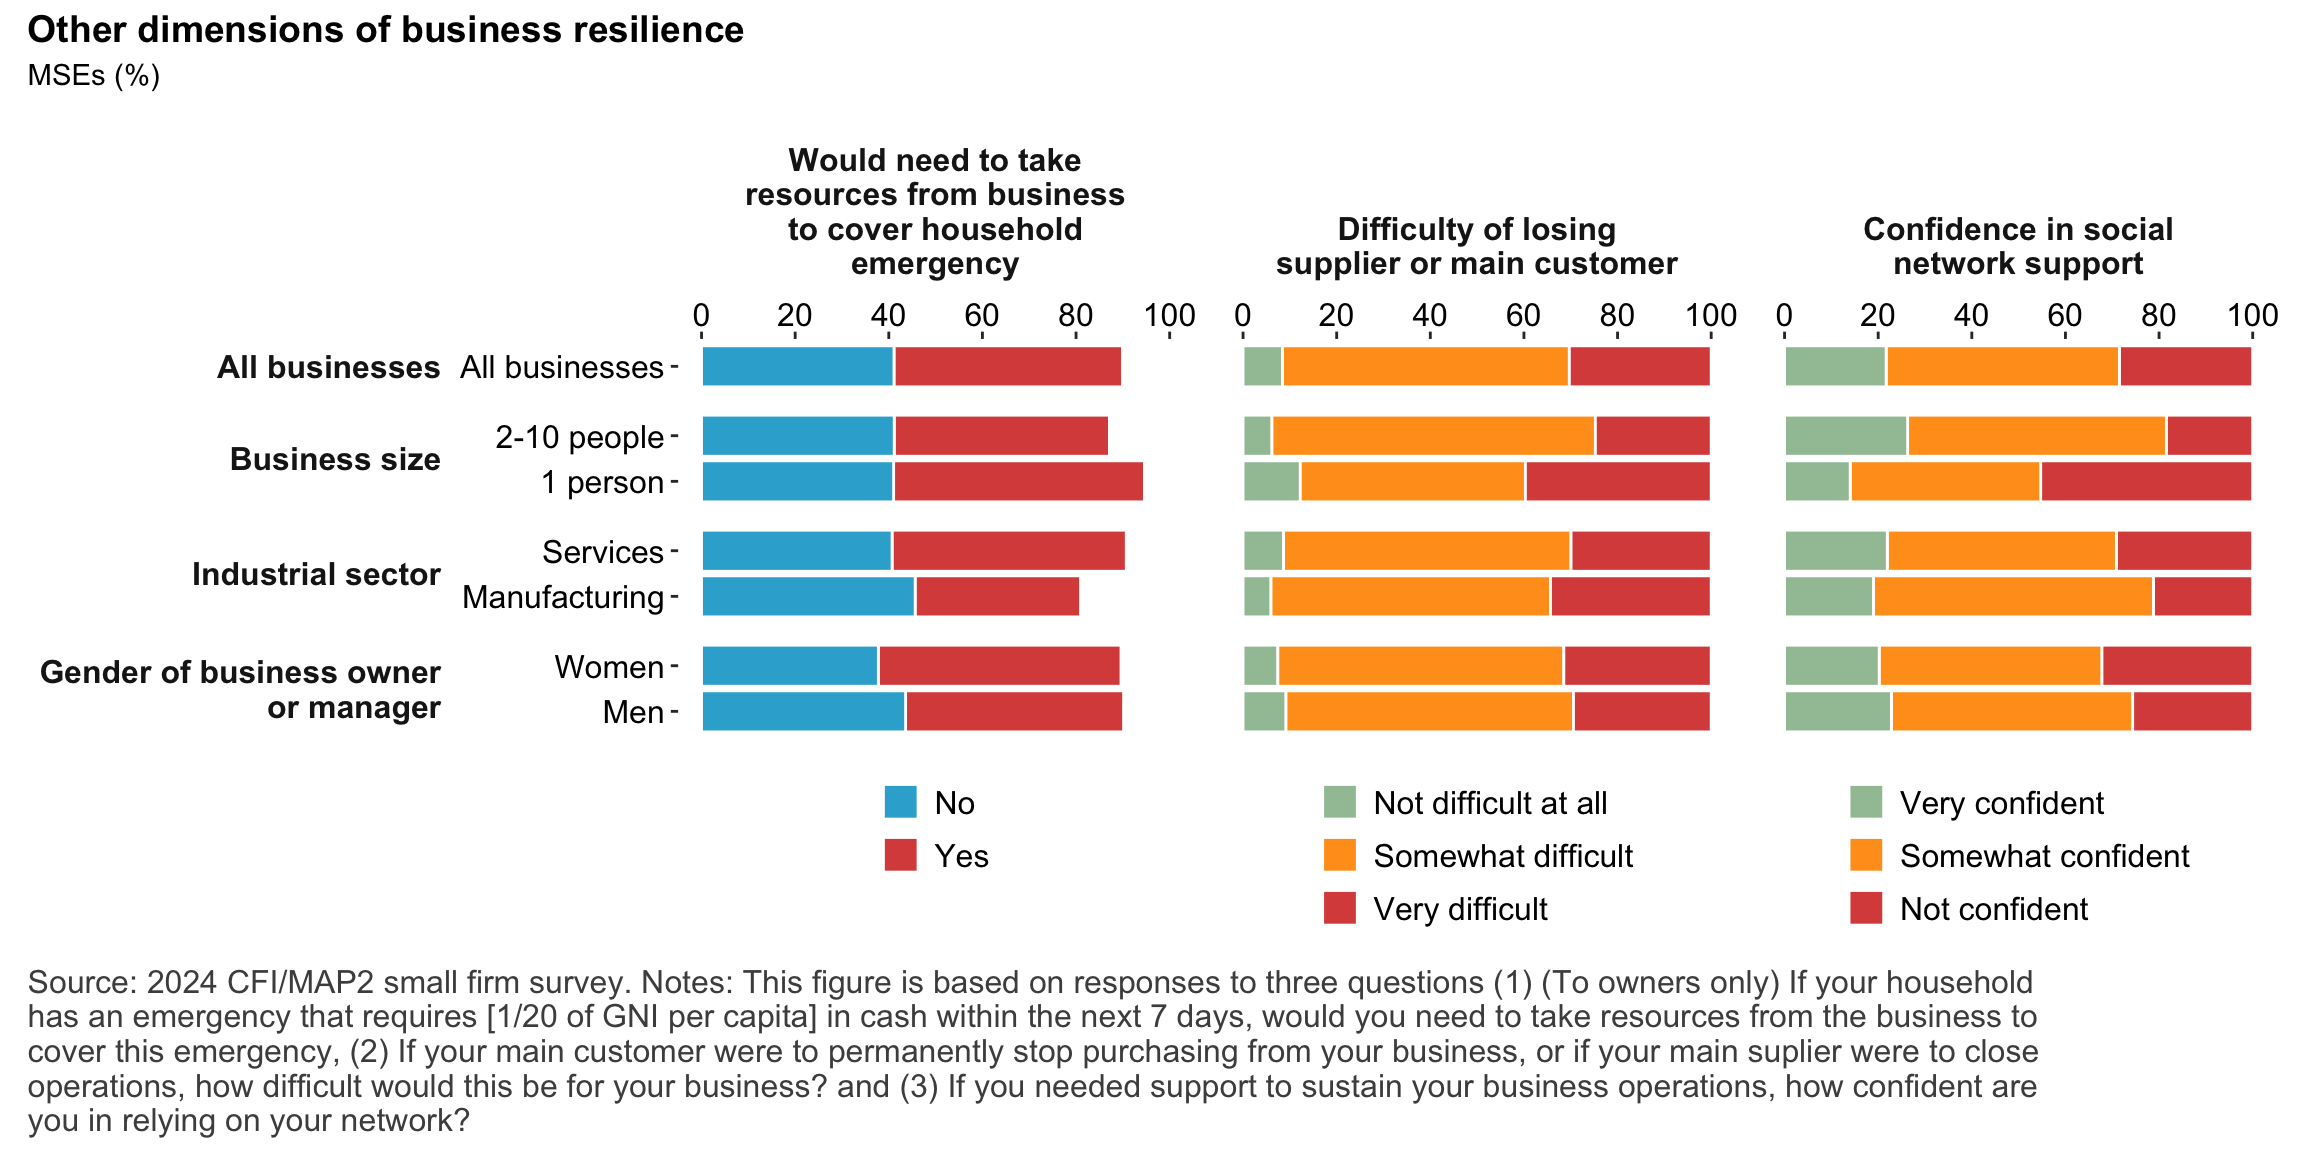 Other dimensions of business resilience
MSEs (%)
Would need to take
resources from business
to cover household
emergency
Difficulty of losing
supplier or main customer
Confidence in social
network support
0 20 40 60 80 100
0 20 40 60 80 100
0 20 40 60 80 100
All businesses All businesses
Business size
2-10 people
1 person
Industrial sector
Services
Manufacturing
Gender of business owner
or manager
Women
Men
No
Yes
Not difficult at all
Somewhat difficult
Very difficult
Very confident
Somewhat confident
Not confident
Source: 2024 CFI/MAP2 small firm survey. Notes: This figure is based on responses to three questions (1) (To owners only) If your household
has an emergency that requires [1/20 of GNI per capita] in cash within the next 7 days, would you need to take resources from the business to
cover this emergency, (2) If your main customer were to permanently stop purchasing from your business, or if your main suplier were to close
operations, how difficult would this be for your business? and (3) If you needed support to sustain your business operations, how confident are
you in relying on your network?